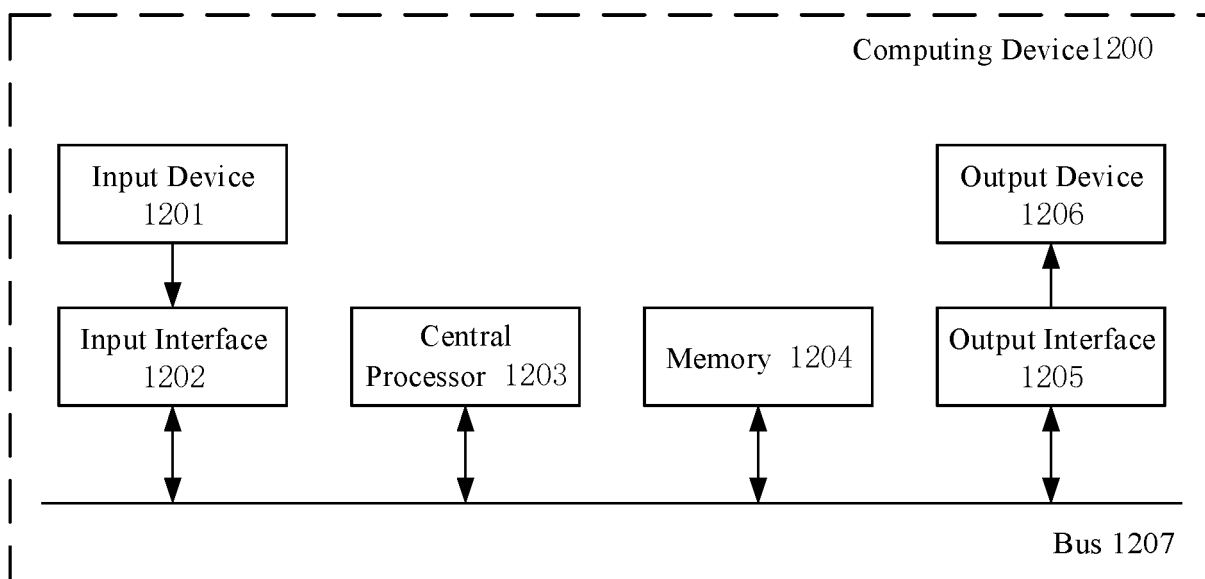 Computing Device1200
Input Device
1201
Output Device
1206
Input Interface
1202
Central
Processor 1203
Memory 1204
Output Interface
1205
Bus 1207